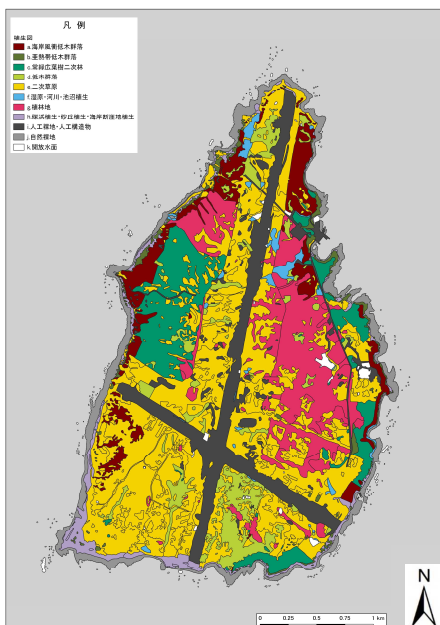 凡 例
植生図
a.海岸風衝低木群落
b.亜熱帯低木群落
c.常緑広葉樹二次林
d.低木群落
e.二次草原
f.湿原・河川・池沼植生
g.植林地
h.砂浜植生・砂丘植生・海岸断崖地植生
i.人工裸地・人工構造物
j.自然裸地
k.開放水面
N
0 0.25 0.5 0.75 1 km